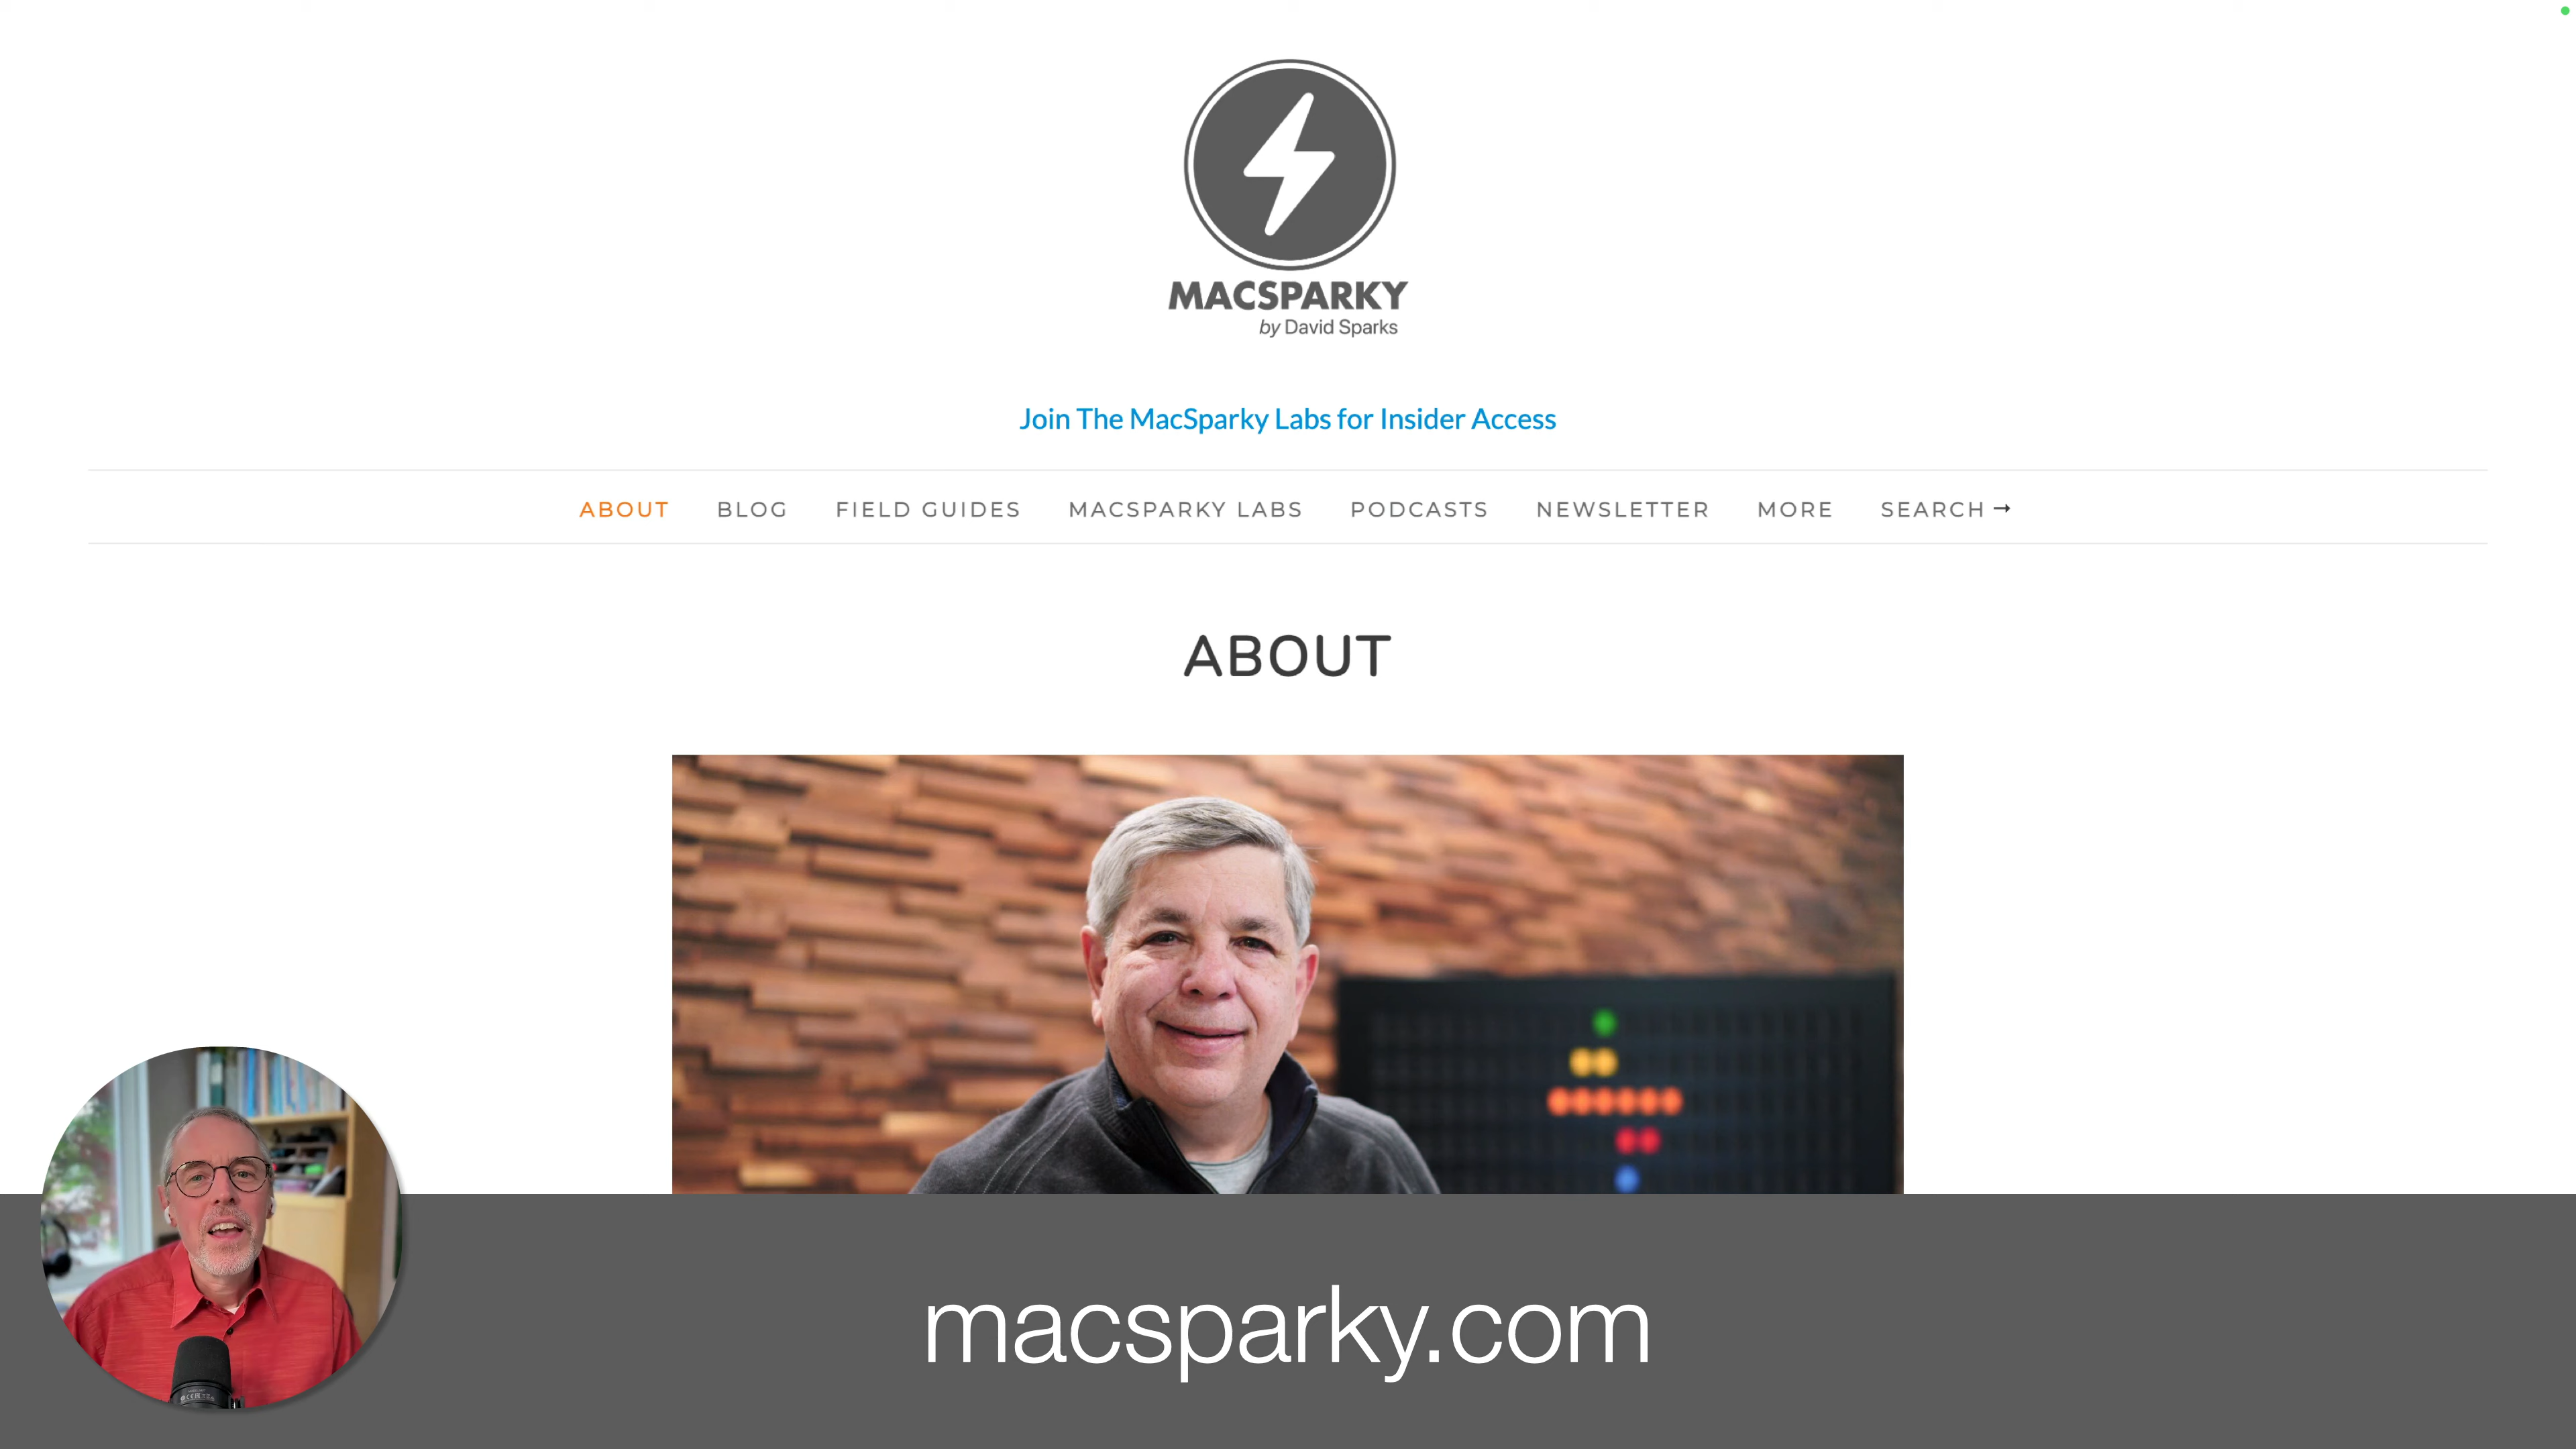 MACSPARKY
by David Sparks
Join The MacSparky Labs for Insider Access
ABOUT BLOG FIELD GUIDES MACSPARKY LABS PODCASTS NEWSLETTER MORE SEARCH →
ABOUT
macsparky.com